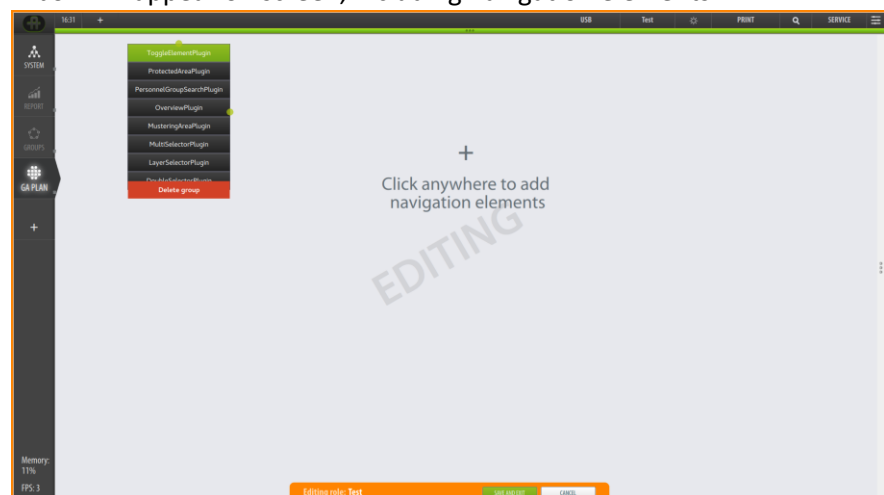 16:31 + USB Test PRINT SERVICE
SYSTEM
REPORT
GROUPS
GA PLAN
+
ToggleElementPlugin
ProtectedAreaPlugin
PersonnelGroupSearchPlugin
OverviewPlugin
MusteringAreaPlugin
MultiSelectorPlugin
LayerSelectorPlugin
DoubleSelectorPlugin
Delete group
+
Click anywhere to add
navigation elements
EDITING
Memory:
11%
FPS: 3
Editing role: Test SAVE AND EXIT CANCEL